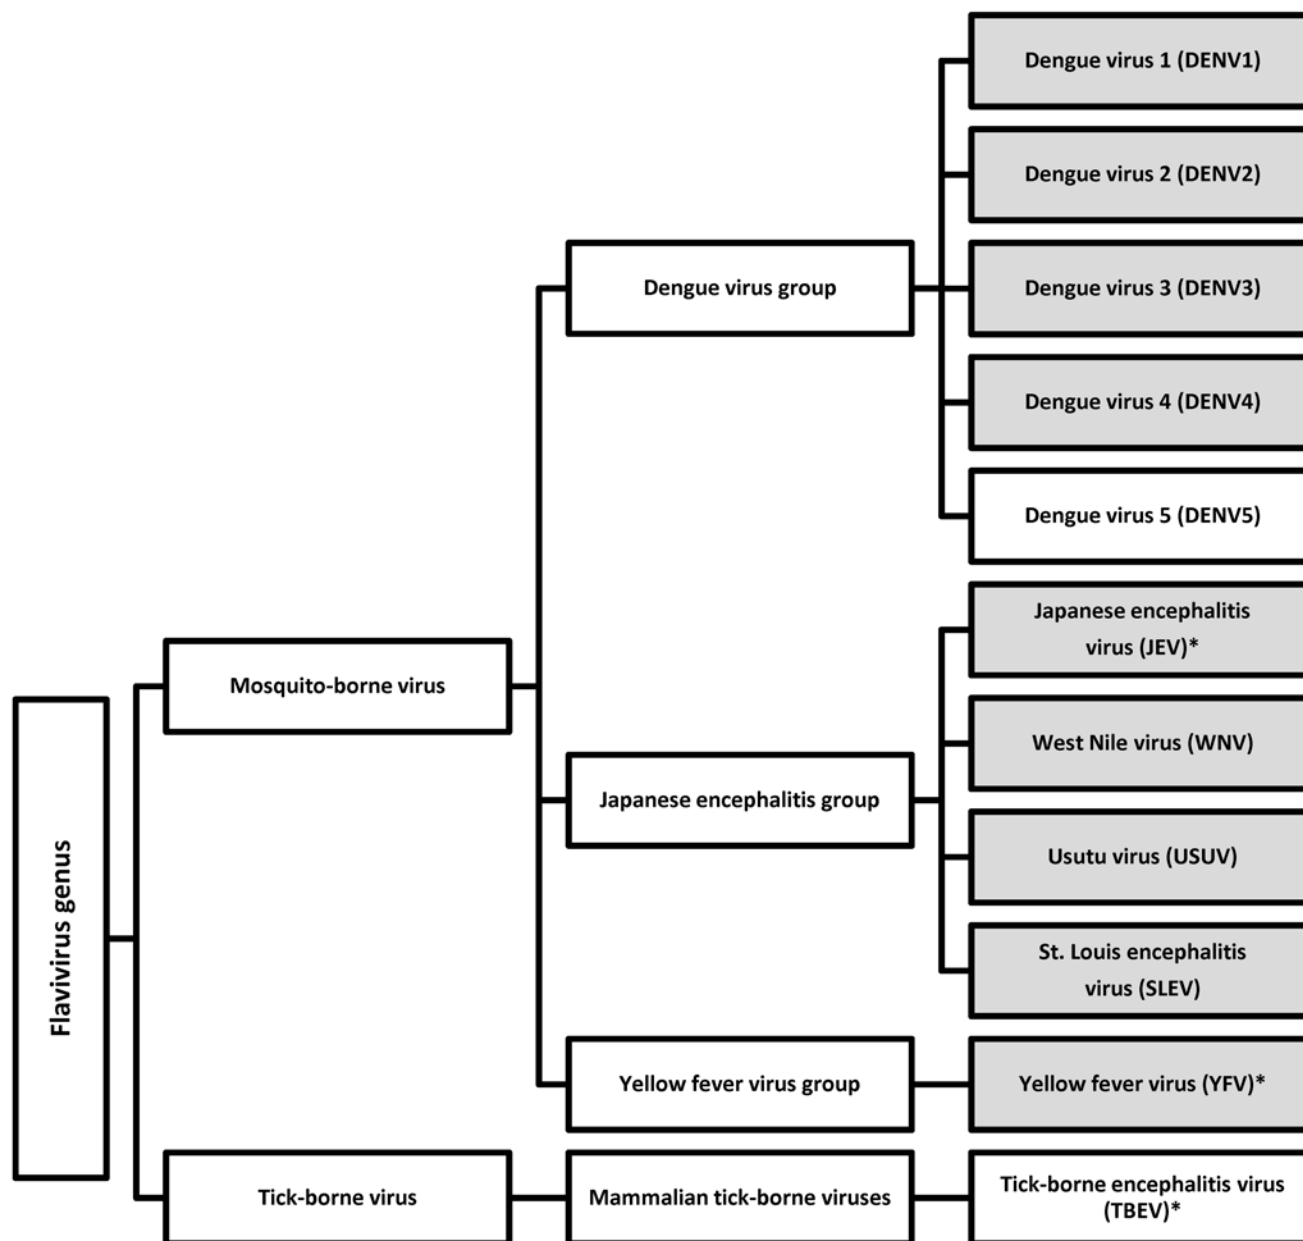 Dengue virus 1 (DENV1)
Dengue virus 2 (DENV2)
Dengue virus group
Dengue virus 3 (DENV3)
Dengue virus 4 (DENV4)
Dengue virus 5 (DENV5)
Japanese encephalitis
virus (JEV)*
Mosquito-borne virus
West Nile virus (WNV)
Japanese encephalitis group
Usutu virus (USUV)
Flavivirus genus
St. Louis encephalitis
virus (SLEV)
Yellow fever virus group
Yellow fever virus (YFV)*
Tick-borne virus
Mammalian tick-borne viruses
Tick-borne encephalitis virus
(TBEV)*